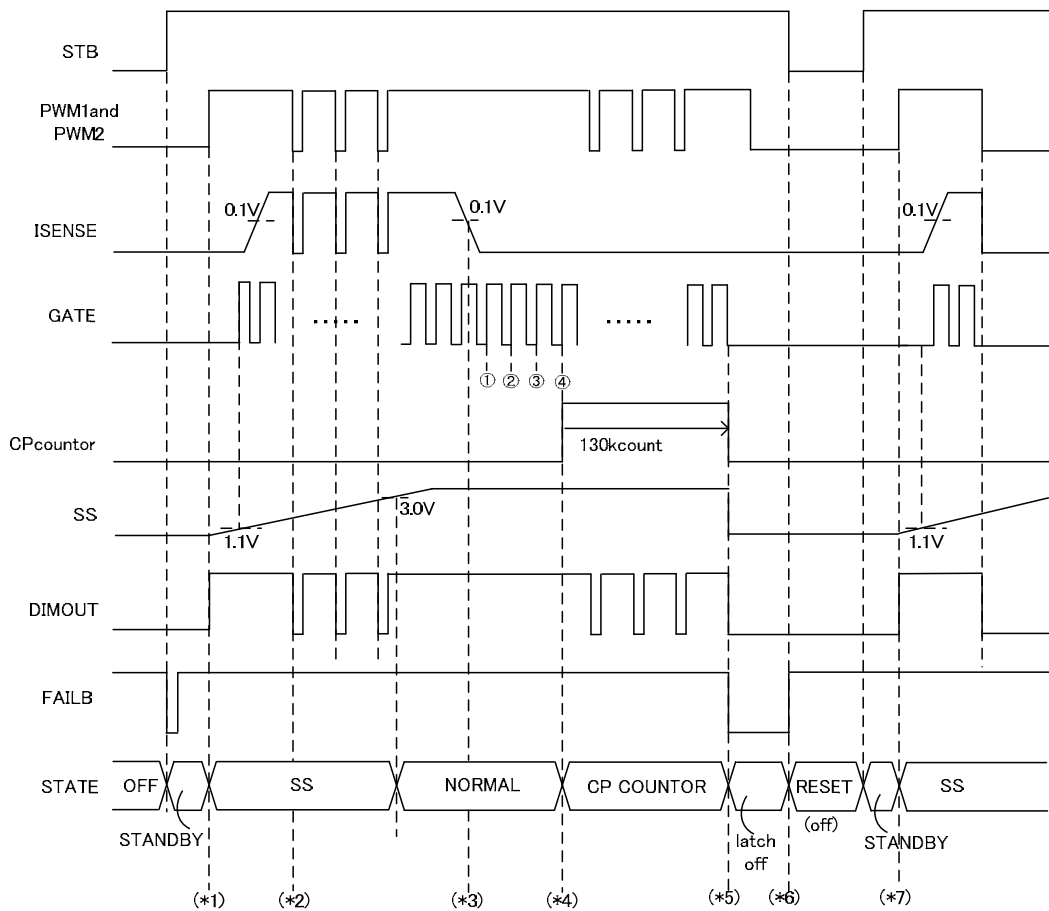 STB
PWM1and
PWM2
0.1V
0.1V
0.1V
ISENSE
GATE
① ② ③ ④
CPcountor
130kcount
SS
3.0V
1.1V
1.1V
DIMOUT
FAILB
STATE
OFF
SS
NORMAL
CP COUNTOR
RESET
SS
STANDBY
latch
off
(off)
STANDBY
(*1)
(*2)
(*3)
(*4)
(*5)
(*6)
(*7)